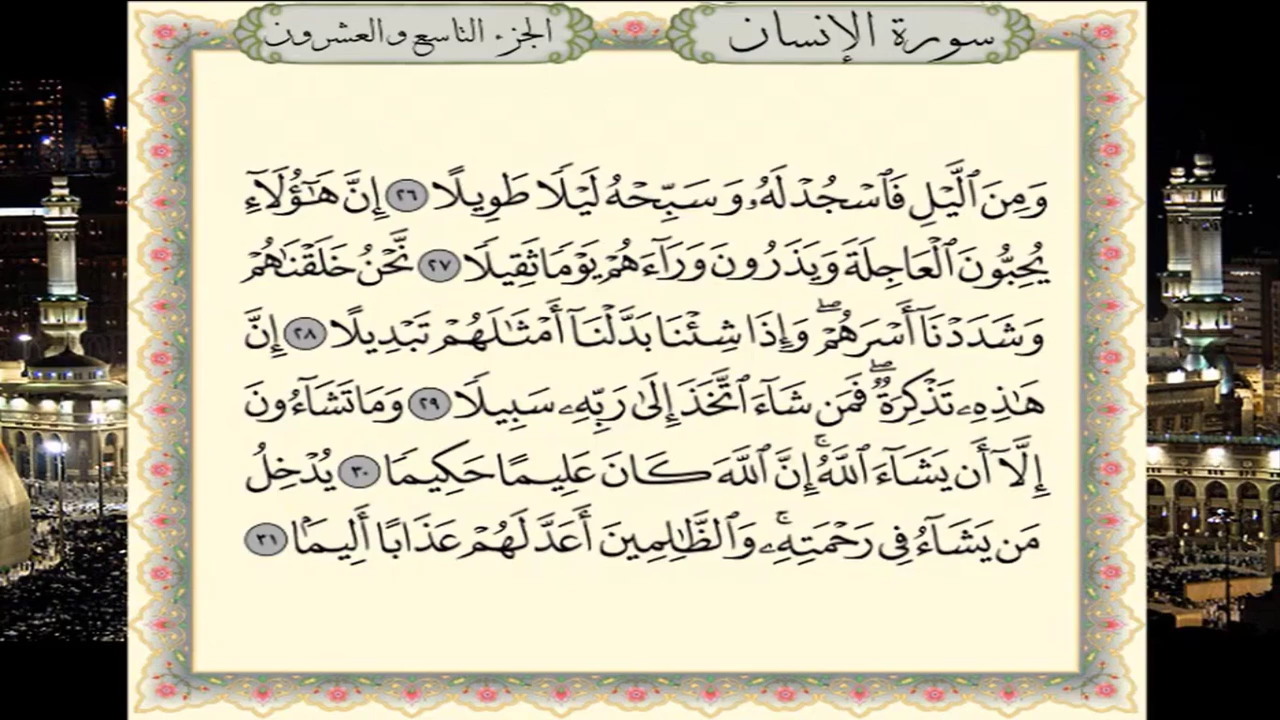 سورة الإنسان
الجزء التاسع والعشرون
وَمِنَ ٱلَّيْلِ فَٱسْجُدْ لَهُۥ وَسَبِّحْهُ لَيْلًا طَوِيلًا ٢٦ إِنَّ هَٰٓؤُلَآءِ
يُحِبُّونَ ٱلْعَاجِلَةَ وَيَذَرُونَ وَرَآءَهُمْ يَوْمًا ثَقِيلًا ٢٧ نَّحْنُ خَلَقْنَٰهُمْ
وَشَدَدْنَآ أَسْرَهُمْ ۖ وَإِذَا شِئْنَا بَدَّلْنَآ أَمْثَٰلَهُمْ تَبْدِيلًا ٢٨ إِنَّ
هَٰذِهِۦ تَذْكِرَةٌ ۖ فَمَن شَآءَ ٱتَّخَذَ إِلَىٰ رَبِّهِۦ سَبِيلًا ٢٩ وَمَا تَشَآءُونَ
إِلَّآ أَن يَشَآءَ ٱللَّهُ ۚ إِنَّ ٱللَّهَ كَانَ عَلِيمًا حَكِيمًا ٣٠ يُدْخِلُ
مَن يَشَآءُ فِى رَحْمَتِهِۦ ۚ وَٱلظَّٰلِمِينَ أَعَدَّ لَهُمْ عَذَابًا أَلِيمًۢا ٣١